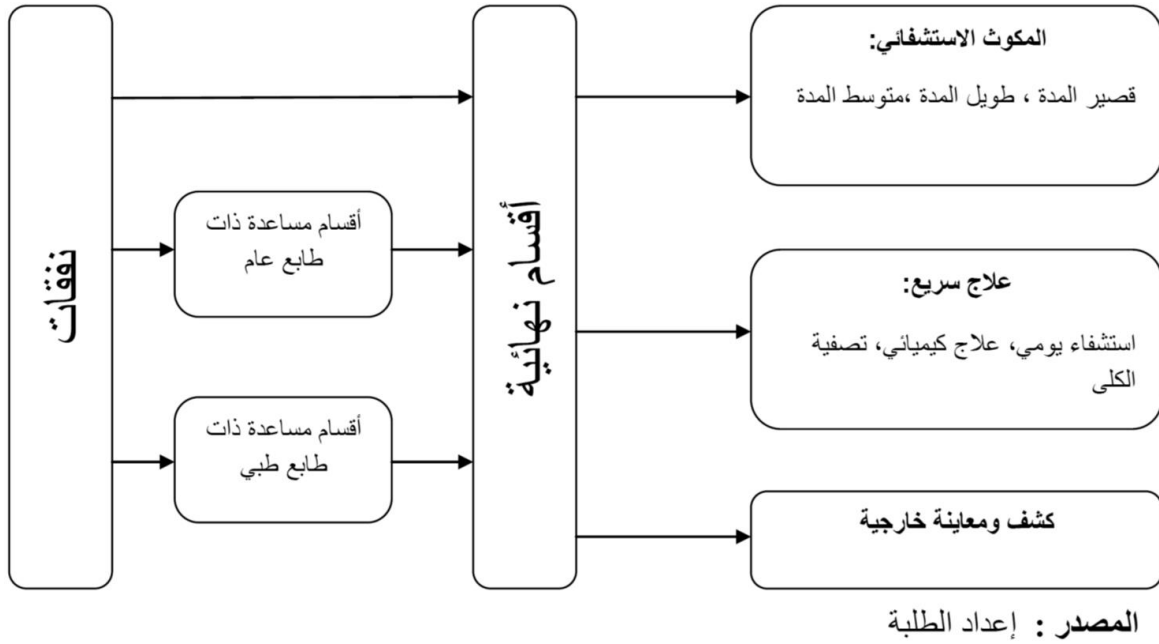 نفقات
أقسام مساعدة ذات
طابع عام
أقسام مساعدة ذات
طابع طبي
أقسام نهائية
المكوث الاستشفائي:
قصير المدة ، طويل المدة ،متوسط المدة
علاج سريع:
استشفاء يومي، علاج كيميائي، تصفية
الكلى
كشف ومعاينة خارجية
المصدر : إعداد الطلبة